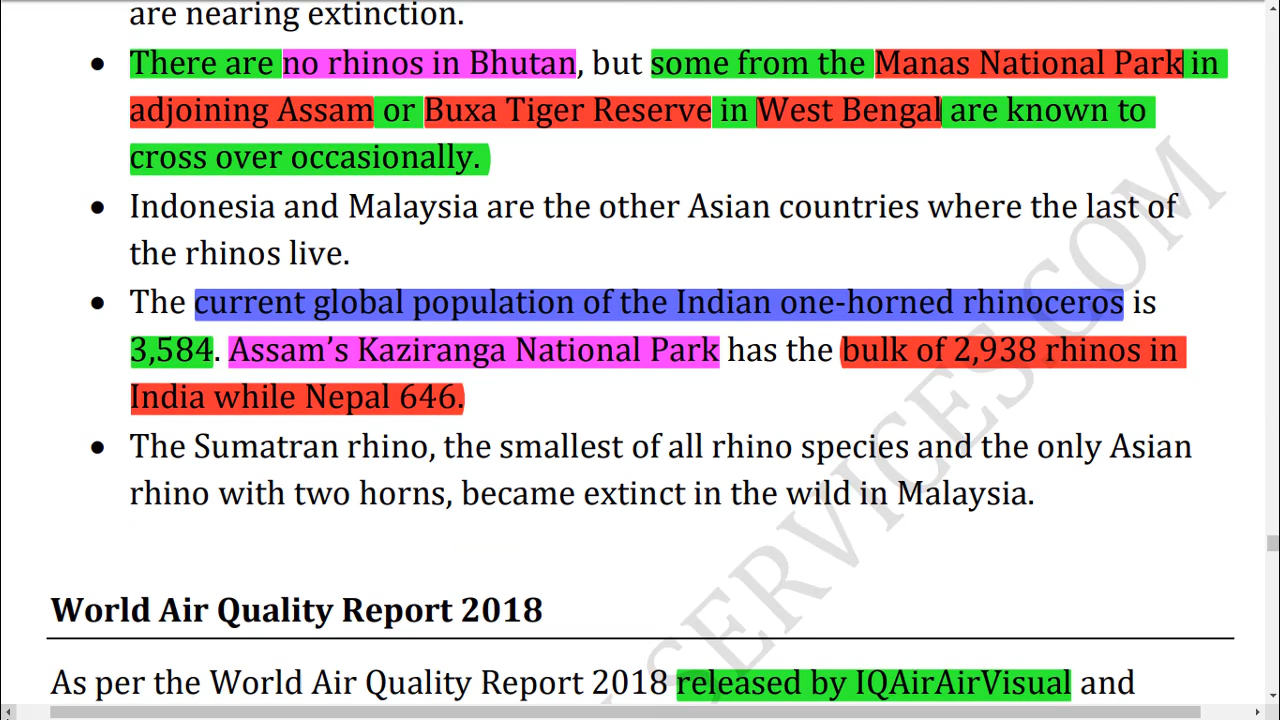 are nearing extinction.
• There are no rhinos in Bhutan, but some from the Manas National Park in
adjoining Assam or Buxa Tiger Reserve in West Bengal are known to
cross over occasionally.
• Indonesia and Malaysia are the other Asian countries where the last of
the rhinos live.
• The current global population of the Indian one-horned rhinoceros is
3,584. Assam’s Kaziranga National Park has the bulk of 2,938 rhinos in
India while Nepal 646.
• The Sumatran rhino, the smallest of all rhino species and the only Asian
rhino with two horns, became extinct in the wild in Malaysia.
SERVICES.COM
World Air Quality Report 2018
As per the World Air Quality Report 2018 released by IQAirAirVisual and